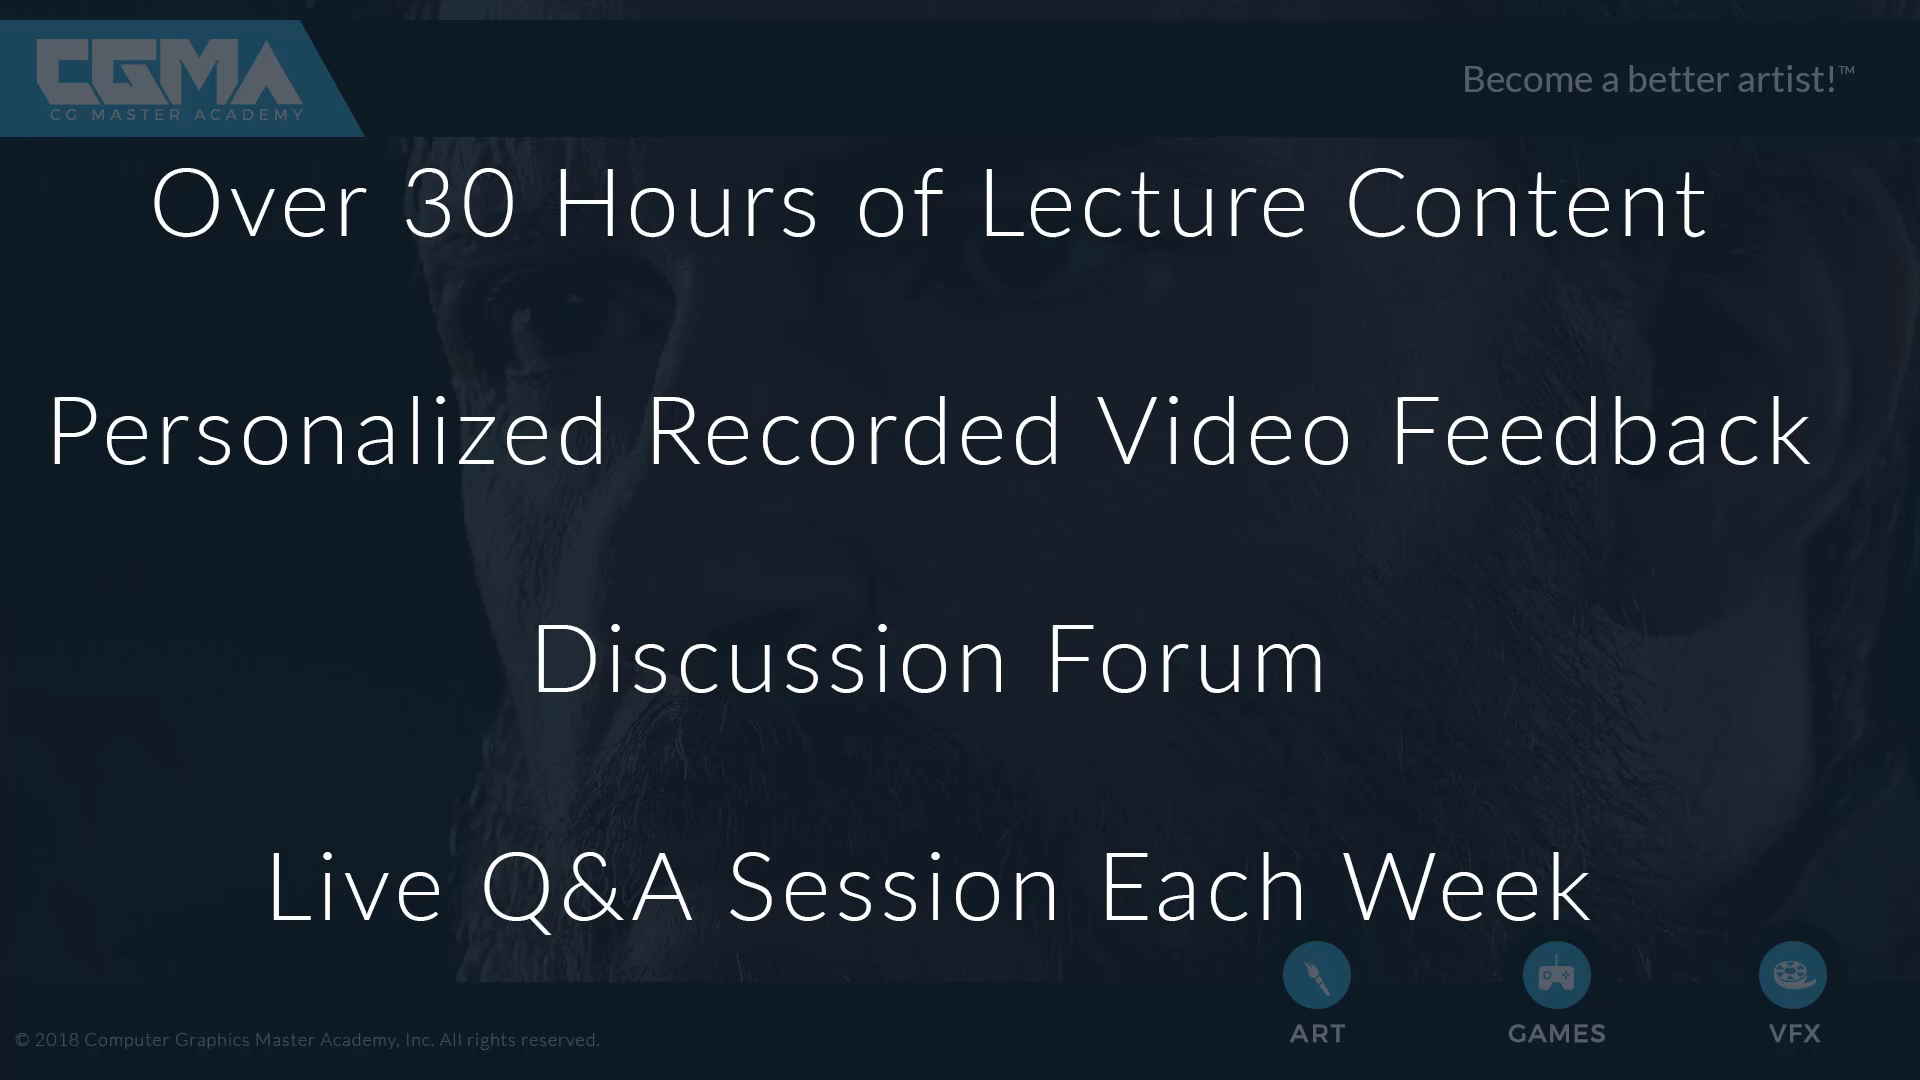 CGMA
CG MASTER ACADEMY
Become a better artist!™
Over 30 Hours of Lecture Content
Personalized Recorded Video Feedback
Discussion Forum
Live Q&A Session Each Week
ART
GAMES
VFX
© 2018 Computer Graphics Master Academy, Inc. All rights reserved.